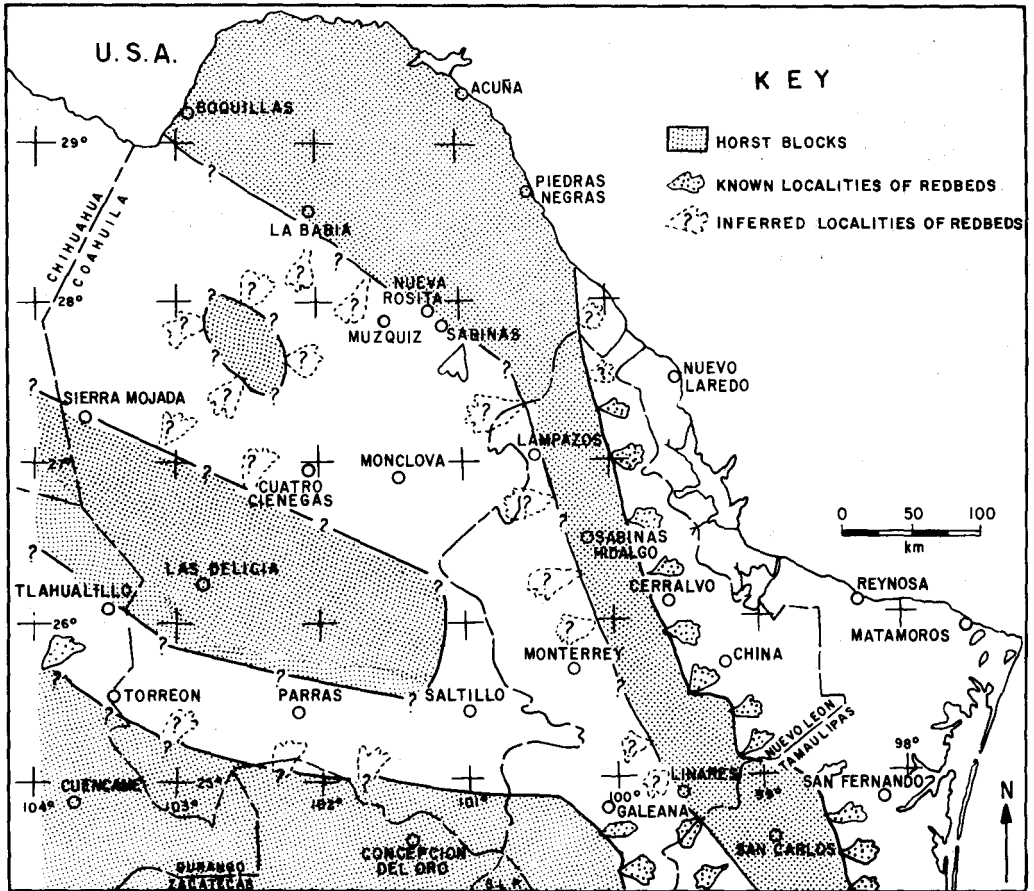 U.S.A.
KEY
HORST BLOCKS
KNOWN LOCALITIES OF REDBEDS
? INFERRED LOCALITIES OF REDBEDS
BOQUILLAS
ACUÑA
29°
PIEDRAS
NEGRAS
LA BABIA
CHIHUAHUA
COAHUILA
28°
NUEVA
ROSITA
MUZQUIZ
SABINAS
NUEVO
LAREDO
SIERRA MOJADA
LAMPAZOS
27°
MONCLOVA
CUATRO
CIENEGAS
0 50 100
km
SABINAS
HIDALGO
LAS DELICIA
CERRALVO
REYNOSA
TLAHUALILLO
26°
MATAMOROS
MONTERREY
CHINA
TORREON
PARRAS
SALTILLO
NUEVO LEON
TAMAULIPAS
98°
CUENCAME
25°
LINARES
SAN FERNANDO
104°
103°
102°
101°
100°
99°
GALEANA
N
CONCEPCION
DEL ORO
SAN CARLOS
DURANGO
ZACATECAS
S.L.P.